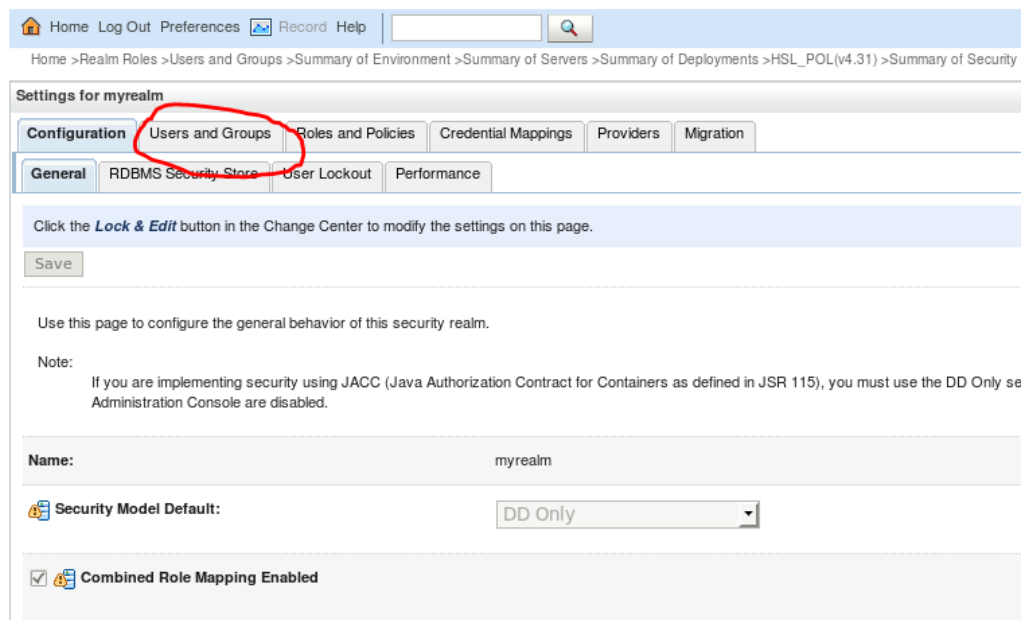 Home Log Out Preferences Record Help
Home >Realm Roles >Users and Groups >Summary of Environment >Summary of Servers >Summary of Deployments >HSL_POL(v4.31) >Summary of Security
Settings for myrealm
Configuration Users and Groups Roles and Policies Credential Mappings Providers Migration
General RDBMS Security Store User Lockout Performance
Click the Lock & Edit button in the Change Center to modify the settings on this page.
Save
Use this page to configure the general behavior of this security realm.
Note:
If you are implementing security using JACC (Java Authorization Contract for Containers as defined in JSR 115), you must use the DD Only se
Administration Console are disabled.
Name: myrealm
Security Model Default: DD Only
Combined Role Mapping Enabled